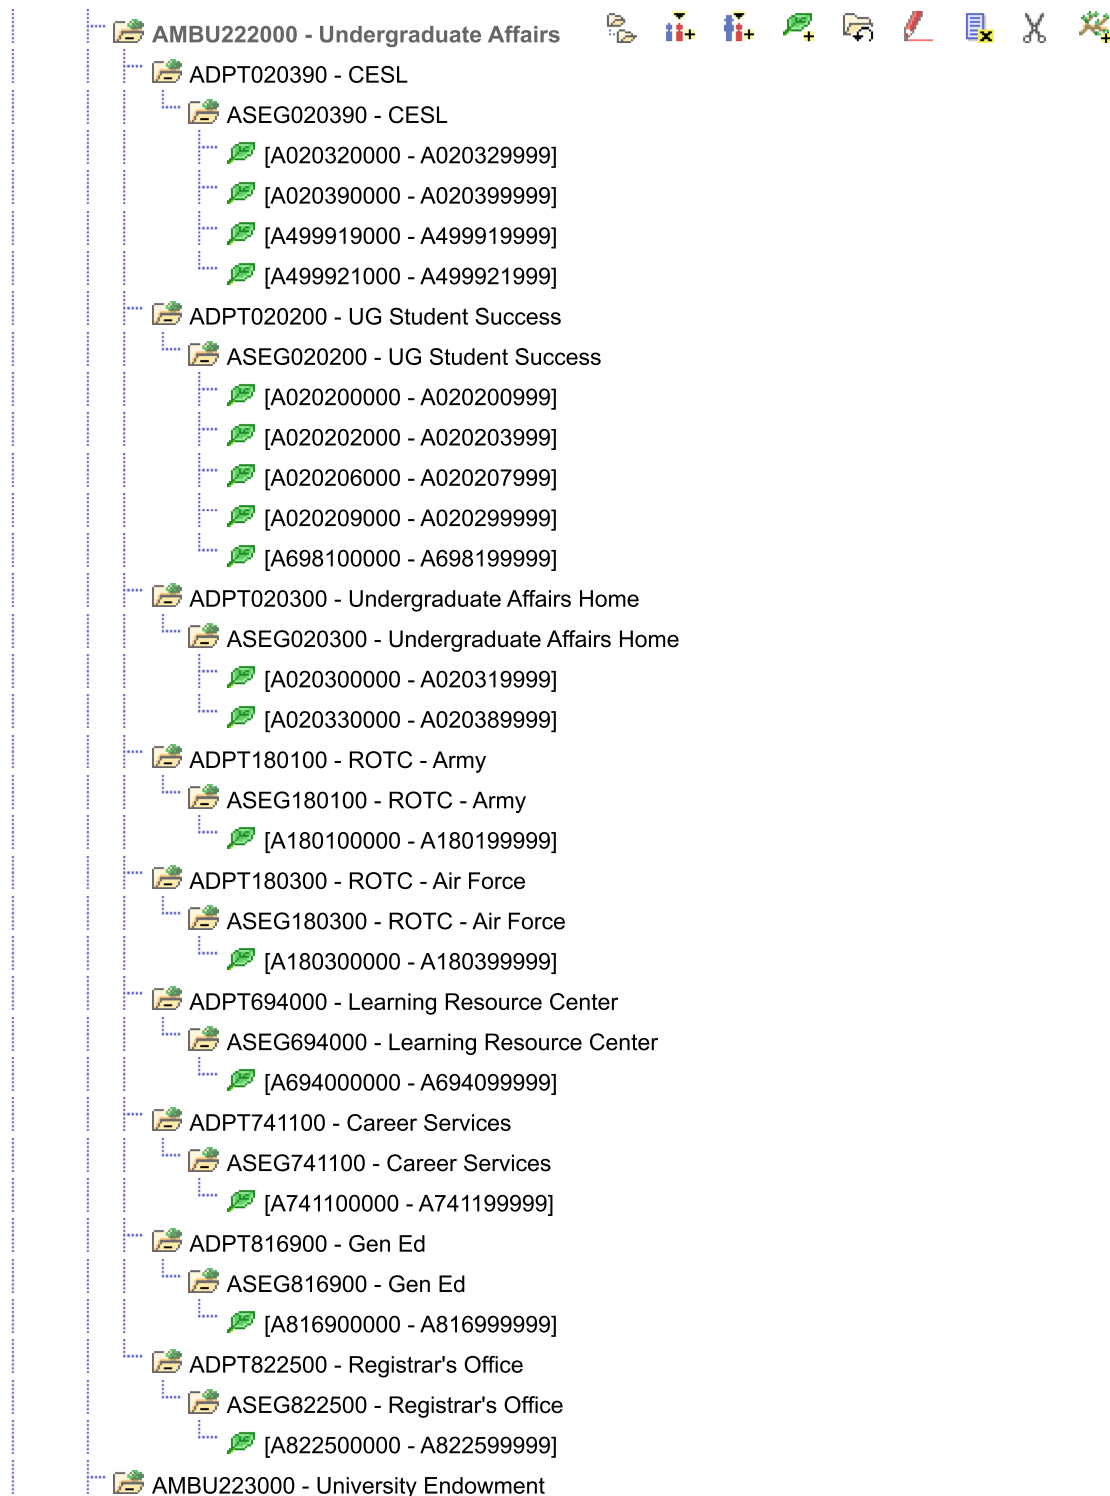 AMBU222000 - Undergraduate Affairs
ADPT020390 - CESL
ASEG020390 - CESL
[A020320000 - A020329999]
[A020390000 - A020399999]
[A499919000 - A499919999]
[A499921000 - A499921999]
ADPT020200 - UG Student Success
ASEG020200 - UG Student Success
[A020200000 - A020200999]
[A020202000 - A020203999]
[A020206000 - A020207999]
[A020209000 - A020299999]
[A698100000 - A698199999]
ADPT020300 - Undergraduate Affairs Home
ASEG020300 - Undergraduate Affairs Home
[A020300000 - A020319999]
[A020330000 - A020389999]
ADPT180100 - ROTC - Army
ASEG180100 - ROTC - Army
[A180100000 - A180199999]
ADPT180300 - ROTC - Air Force
ASEG180300 - ROTC - Air Force
[A180300000 - A180399999]
ADPT694000 - Learning Resource Center
ASEG694000 - Learning Resource Center
[A694000000 - A694099999]
ADPT741100 - Career Services
ASEG741100 - Career Services
[A741100000 - A741199999]
ADPT816900 - Gen Ed
ASEG816900 - Gen Ed
[A816900000 - A816999999]
ADPT822500 - Registrar's Office
ASEG822500 - Registrar's Office
[A822500000 - A822599999]
AMBU223000 - University Endowment